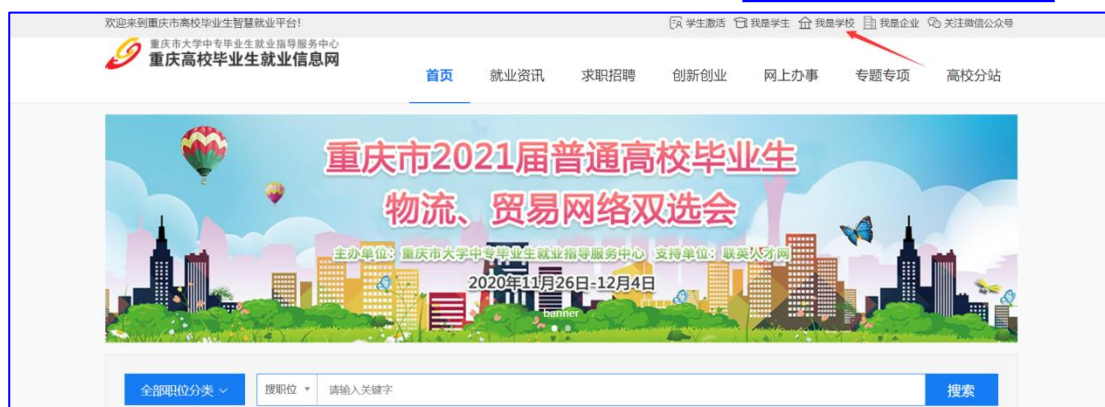 欢迎来到重庆市高校毕业生智慧就业平台!
学生激活 我是学生 我是学校 我是企业 关注微信公众号
重庆市大学中专毕业生就业指导服务中心
重庆高校毕业生就业信息网
首页 就业资讯 求职招聘 创新创业 网上办事 专题专项 高校分站
重庆市2021届普通高校毕业生
物流、贸易网络双选会
主办单位：重庆市大学中专毕业生就业指导服务中心 支持单位：联英人才网
2020年11月26日-12月4日
banner
全部职位分类 搜职位 请输入关键字 搜索